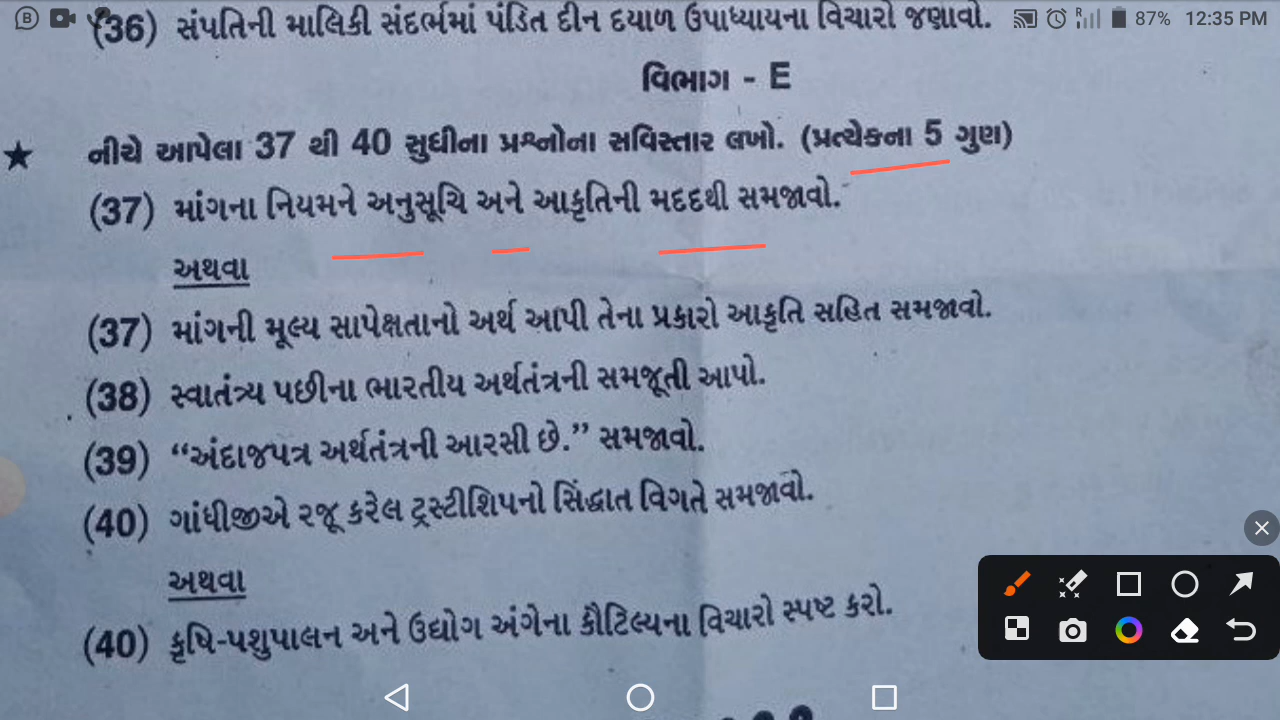 (36) સંપતિની માલિકી સંદર્ભમાં પંડિત દીન દયાળ ઉપાધ્યાયના વિચારો જણાવો.
87% 12:35 PM
વિભાગ - E
★ નીચે આપેલા 37 થી 40 સુધીના પ્રશ્નોના સવિસ્તાર લખો. (પ્રત્યેકના 5 ગુણ)
(37) માંગના નિયમને અનુસૂચિ અને આકૃતિની મદદથી સમજાવો.
અથવા
(37) માંગની મૂલ્ય સાપેક્ષતાનો અર્થ આપી તેના પ્રકારો આકૃતિ સહિત સમજાવો.
(38) સ્વાતંત્ર્ય પછીના ભારતીય અર્થતંત્રની સમજૂતી આપો.
(39) “અંદાજપત્ર અર્થતંત્રની આરસી છે.” સમજાવો.
(40) ગાંધીજીએ રજૂ કરેલ ટ્રસ્ટીશિપનો સિંદ્ધાત વિગતે સમજાવો.
અથવા
(40) કૃષિ-પશુપાલન અને ઉદ્યોગ અંગેના કૌટિલ્યના વિચારો સ્પષ્ટ કરો.